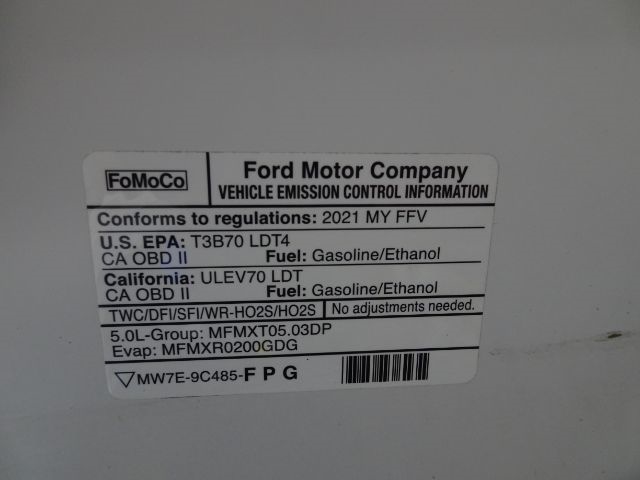 FoMoCo
Ford Motor Company
VEHICLE EMISSION CONTROL INFORMATION
Conforms to regulations: 2021 MY FFV
U.S. EPA: T3B70 LDT4
CA OBD II Fuel: Gasoline/Ethanol
California: ULEV70 LDT
CA OBD II Fuel: Gasoline/Ethanol
TWC/DFI/SFI/WR-HO2S/HO2S No adjustments needed.
5.0L-Group: MFMXT05.03DP
Evap: MFMXR0200GDG
MW7E-9C485-F P G